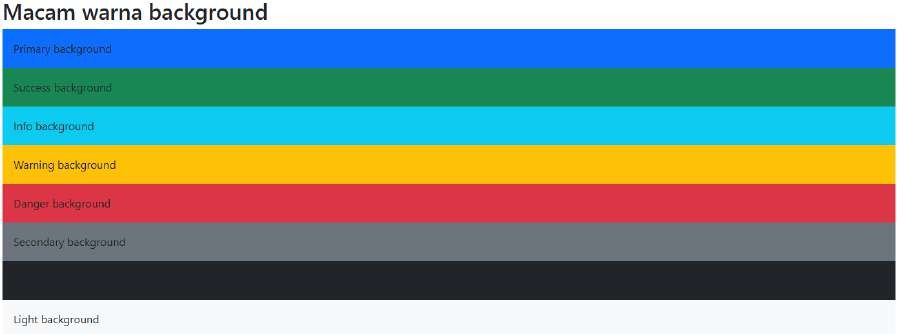 Macam warna background
Primary background
Success background
Info background
Warning background
Danger background
Secondary background
Light background